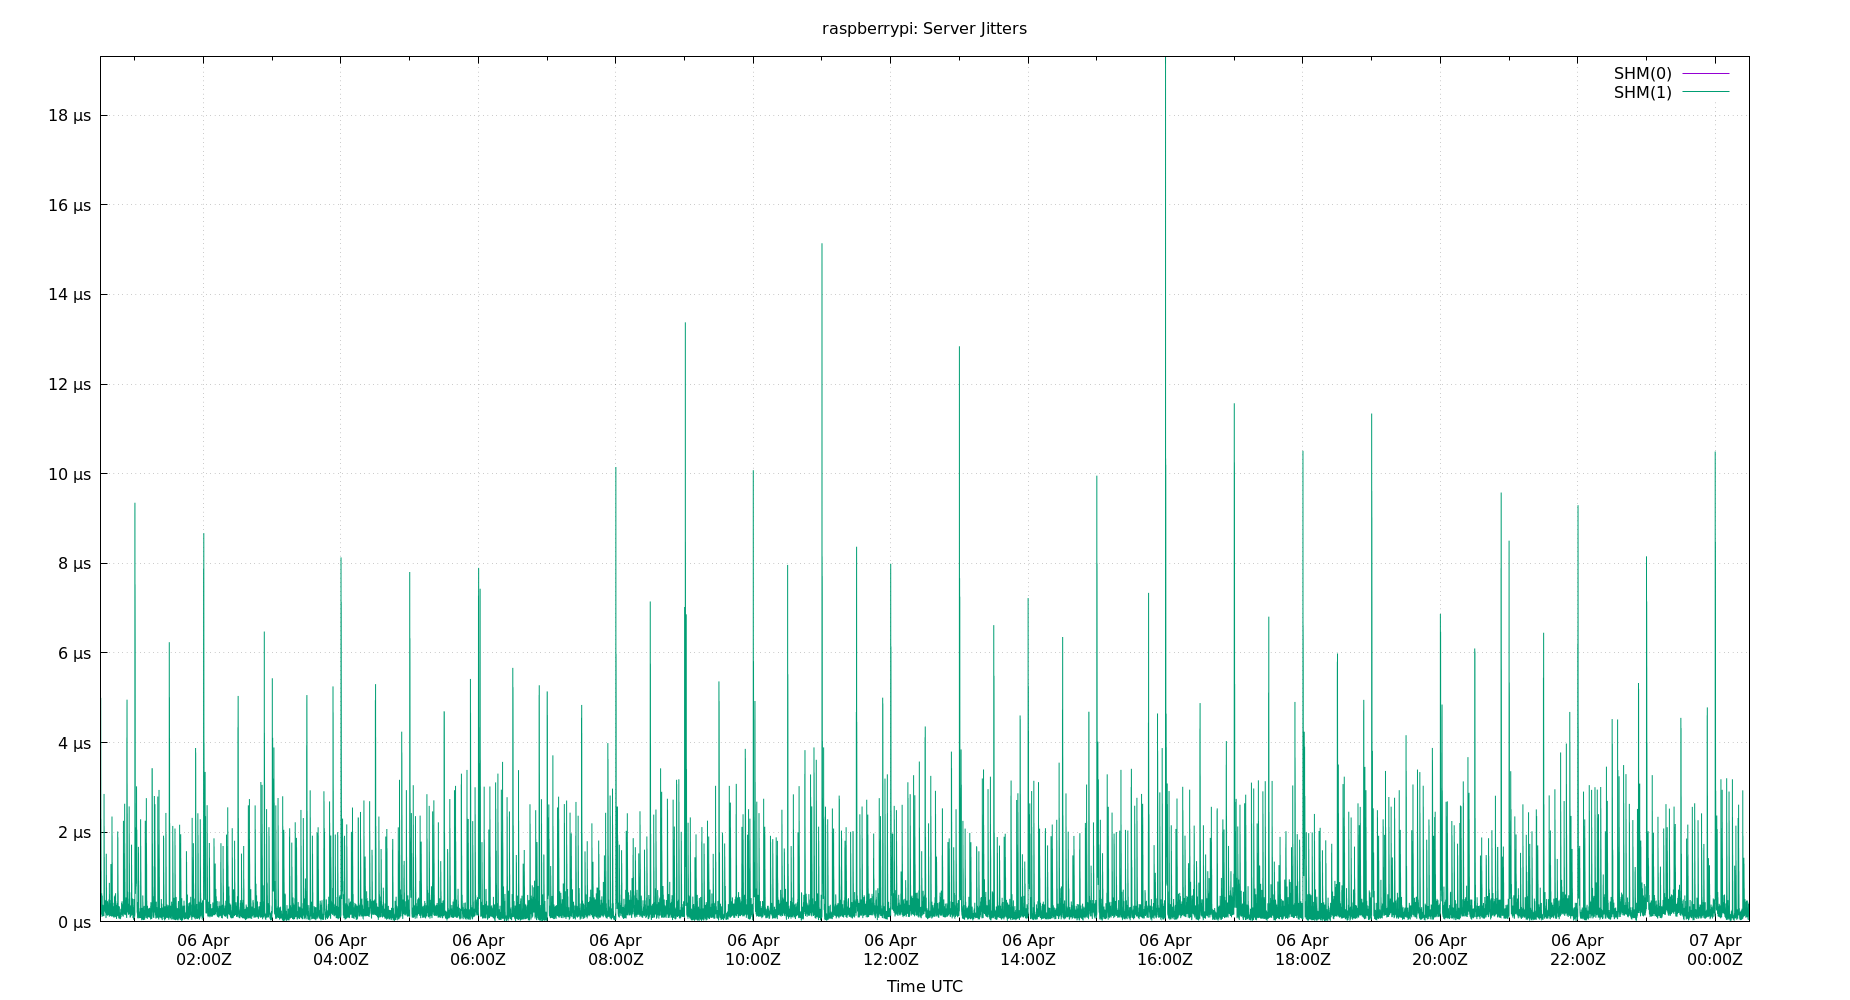 raspberrypi: Server Jitters
SHM(0)
SHM(1)
18 µs
16 µs
14 µs
12 µs
10 µs
8 µs
6 µs
4 µs
2 µs
0 µs
06 Apr 06 Apr 06 Apr 06 Apr 06 Apr 06 Apr 06 Apr 06 Apr 06 Apr 06 Apr 06 Apr 07 Apr
02:00Z 04:00Z 06:00Z 08:00Z 10:00Z 12:00Z 14:00Z 16:00Z 18:00Z 20:00Z 22:00Z 00:00Z
Time UTC